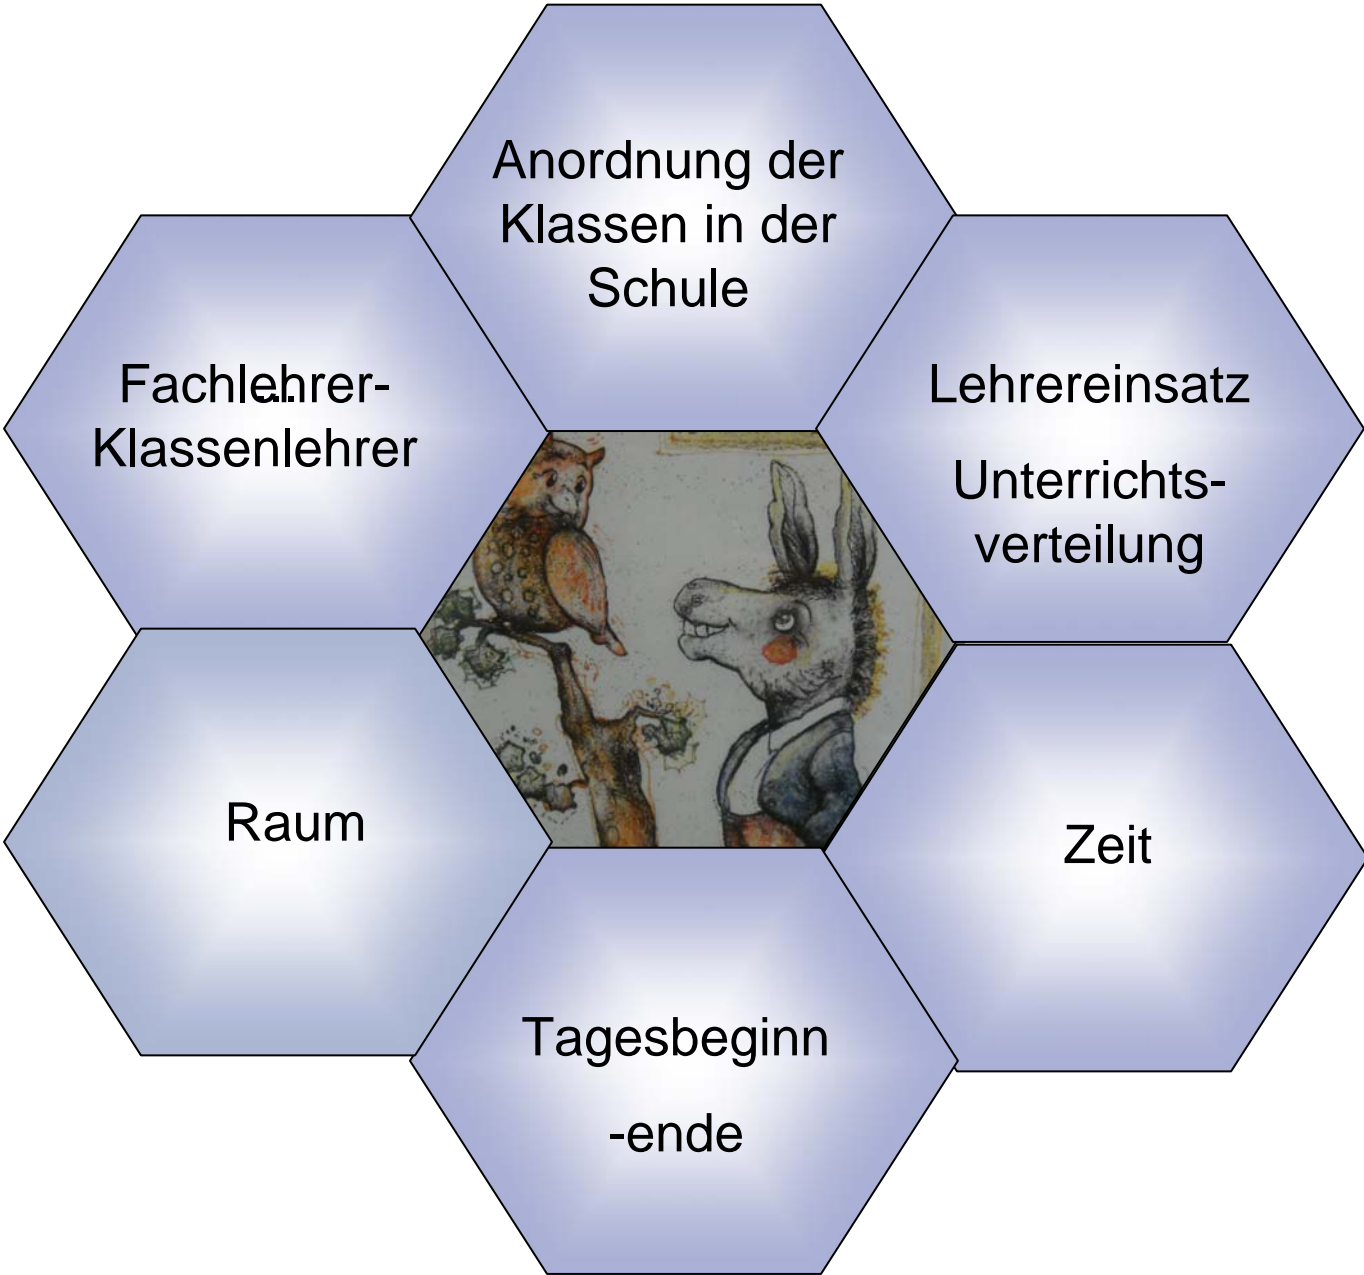 Anordnung der
Klassen in der
Schule
Fachlehrer-
...
Klassenlehrer
Lehrereinsatz
Unterrichts-
verteilung
Raum
Zeit
Tagesbeginn
-ende